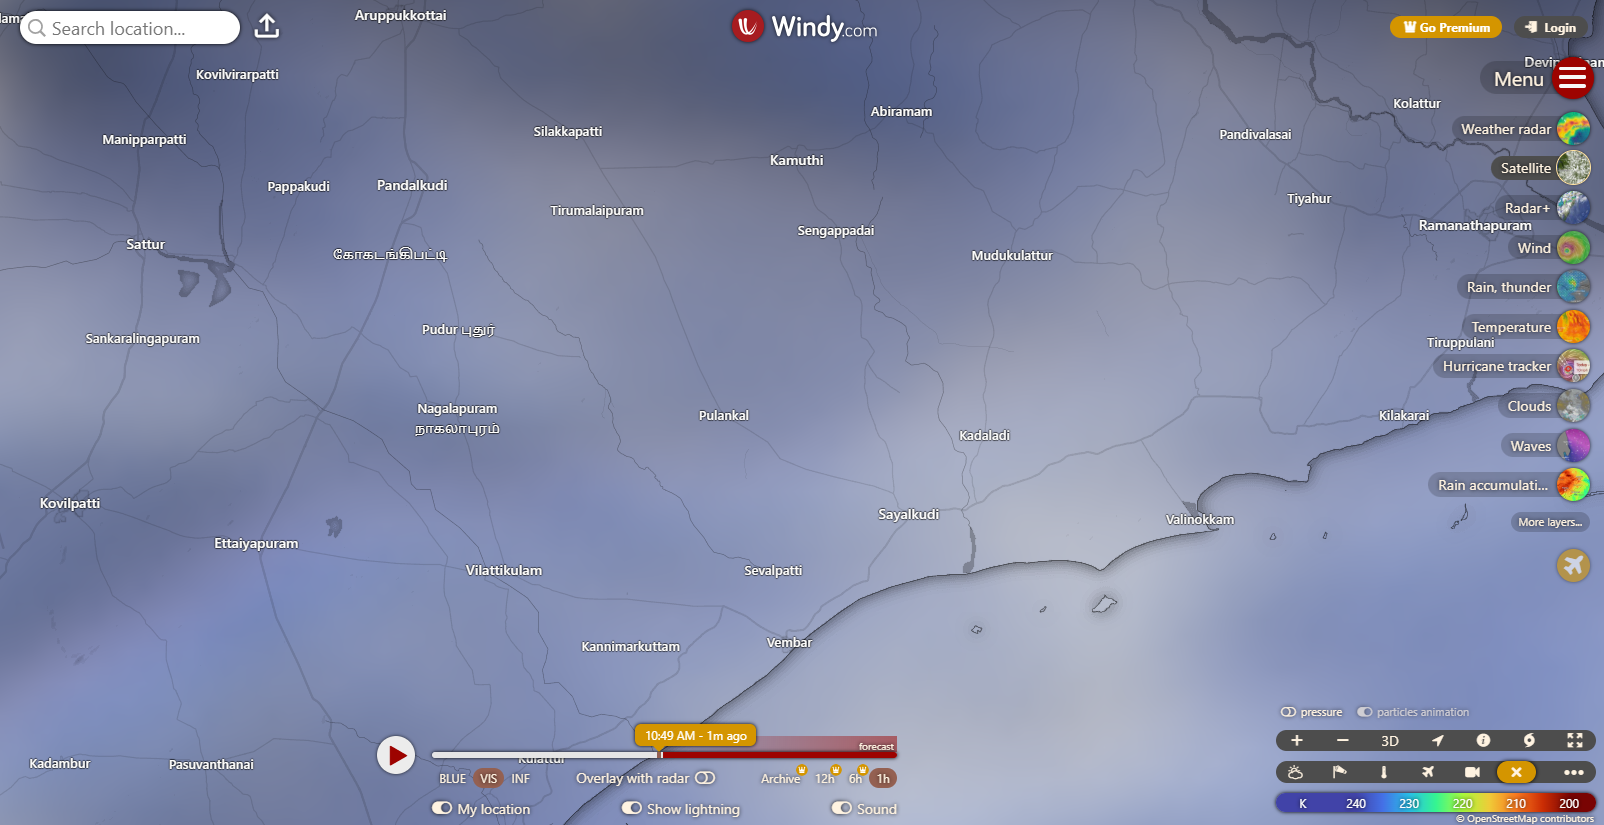 Aruppukkottai
Search location...
Windy.com
Go Premium
Login
Kovilvirarpatti
Menu
Kolattur
Abiramam
Silakkapatti
Weather radar
Pandivalasai
Manipparpatti
Kamuthi
Satellite
Pappakudi
Pandalkudi
Tiyahur
Radar+
Tirumalaipuram
Ramanathapuram
Sengappadai
Sattur
Wind
கோகடங்கிபட்டி
Mudukulattur
Rain, thunder
Temperature
Pudur புதுர்
Sankaralingapuram
Tiruppulani
Hurricane tracker
Nagalapuram
நாகலாபுரம்
Clouds
Pulankal
Kilakarai
Kadaladi
Waves
Rain accumulati...
Kovilpatti
Sayalkudi
Valinokkam
More layers...
Ettaiyapuram
Vilattikulam
Sevalpatti
Vembar
Kannimarkuttam
pressure
particles animation
10:49 AM - 1m ago
forecast
3D
Kadambur
Pasuvanthanai
Kulattur
BLUE VIS INF
Overlay with radar
Archive 12h 6h 1h
My location
Show lightning
Sound
K 240 230 220 210 200
© OpenStreetMap contributors